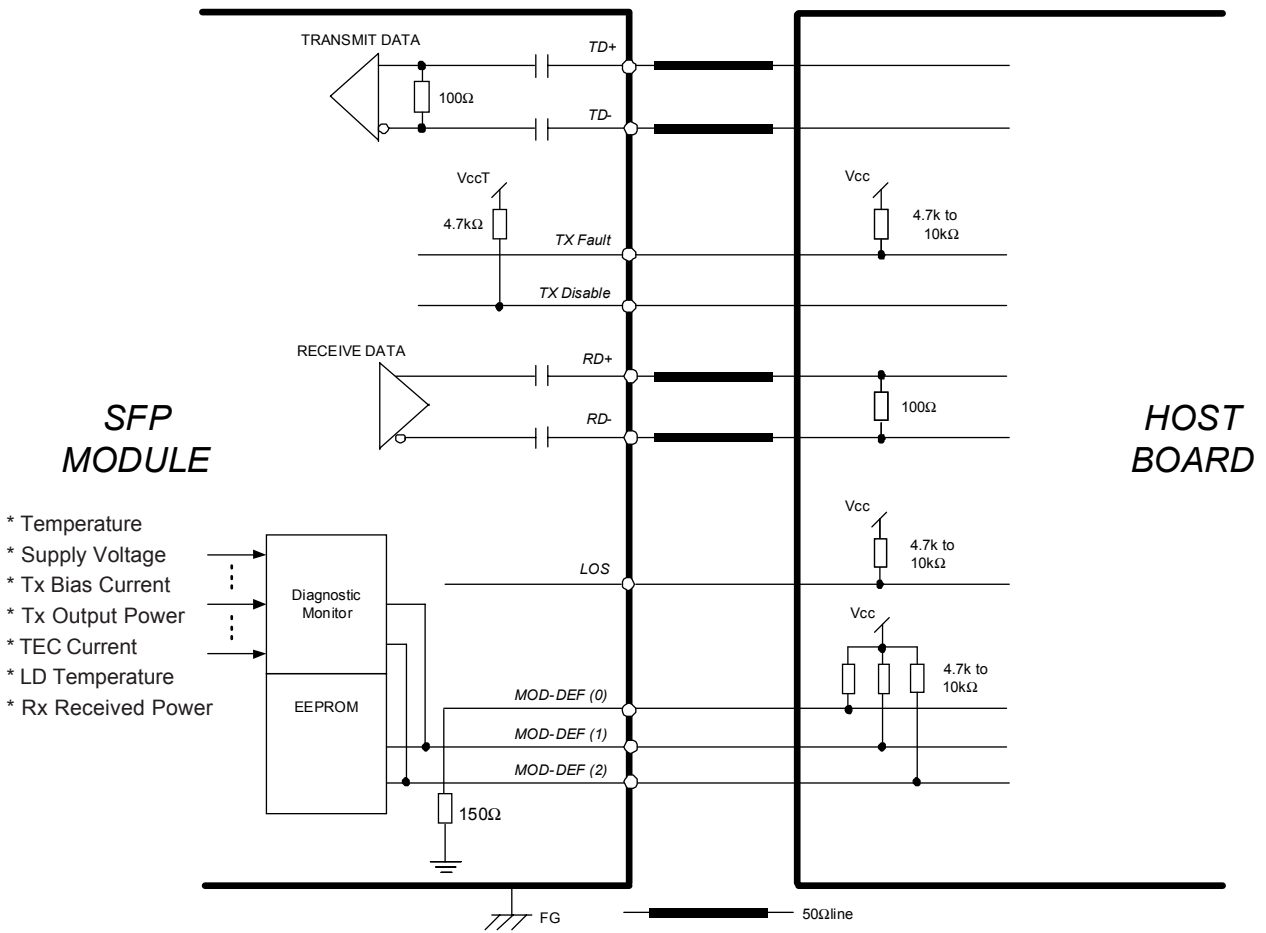 TRANSMIT DATA
TD+
100Ω
TD-
VccT
4.7kΩ
TX Fault
TX Disable
Vcc
4.7k to
10kΩ
RECEIVE DATA
RD+
RD-
100Ω
SFP
MODULE
HOST
BOARD
* Temperature
* Supply Voltage
* Tx Bias Current
* Tx Output Power
* TEC Current
* LD Temperature
* Rx Received Power
Diagnostic
Monitor
EEPROM
LOS
Vcc
4.7k to
10kΩ
Vcc
4.7k to
10kΩ
MOD-DEF (0)
MOD-DEF (1)
MOD-DEF (2)
150Ω
FG
50Ωline